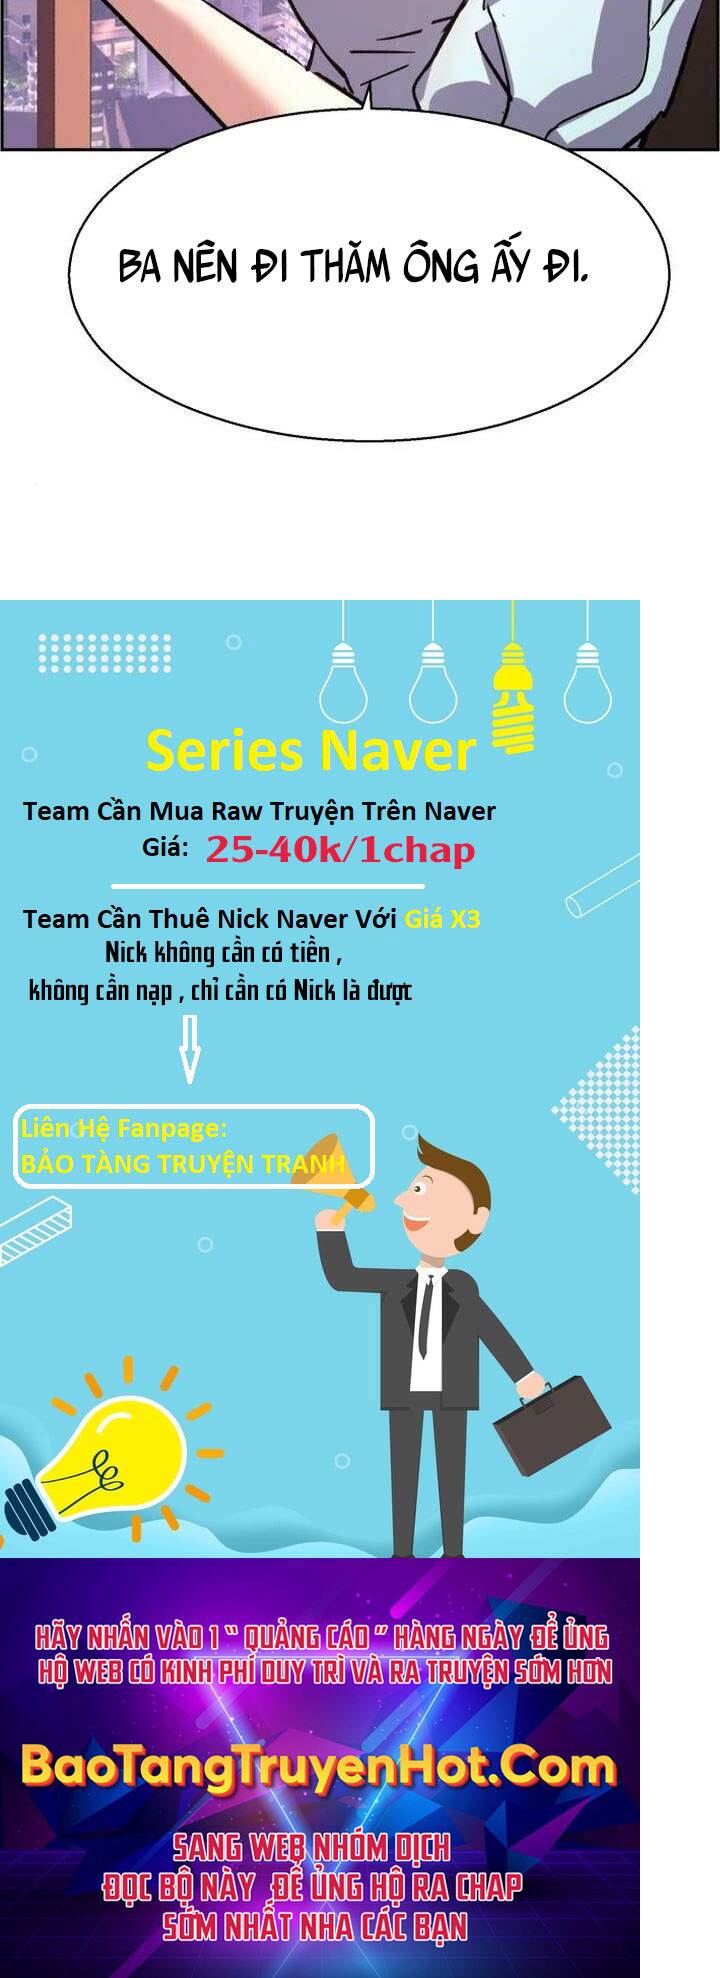 BA NÊN ĐI THĂM ÔNG ẤY ĐI.
Series Naver
Team Cần Mua Raw Truyện Trên Naver
Giá: 25-40k/1chap
Team Cần Thuê Nick Naver Với Giá X3
Nick không cần có tiền ,
không cần nạp , chỉ cần có Nick là được
Liên Hệ Fanpage:
BẢO TÀNG TRUYỆN TRANH
HÃY NHẤN VÀO 1 “ QUẢNG CÁO ” HÀNG NGÀY ĐỂ ỦNG
HỘ WEB CÓ KINH PHÍ DUY TRÌ VÀ RA TRUYỆN SỚM HƠN
BaoTangTruyenHot.Com
SANG WEB NHÓM DỊCH
ĐỌC BỘ NÀY ĐỂ ỦNG HỘ RA CHAP
SỚM NHẤT NHA CÁC BẠN